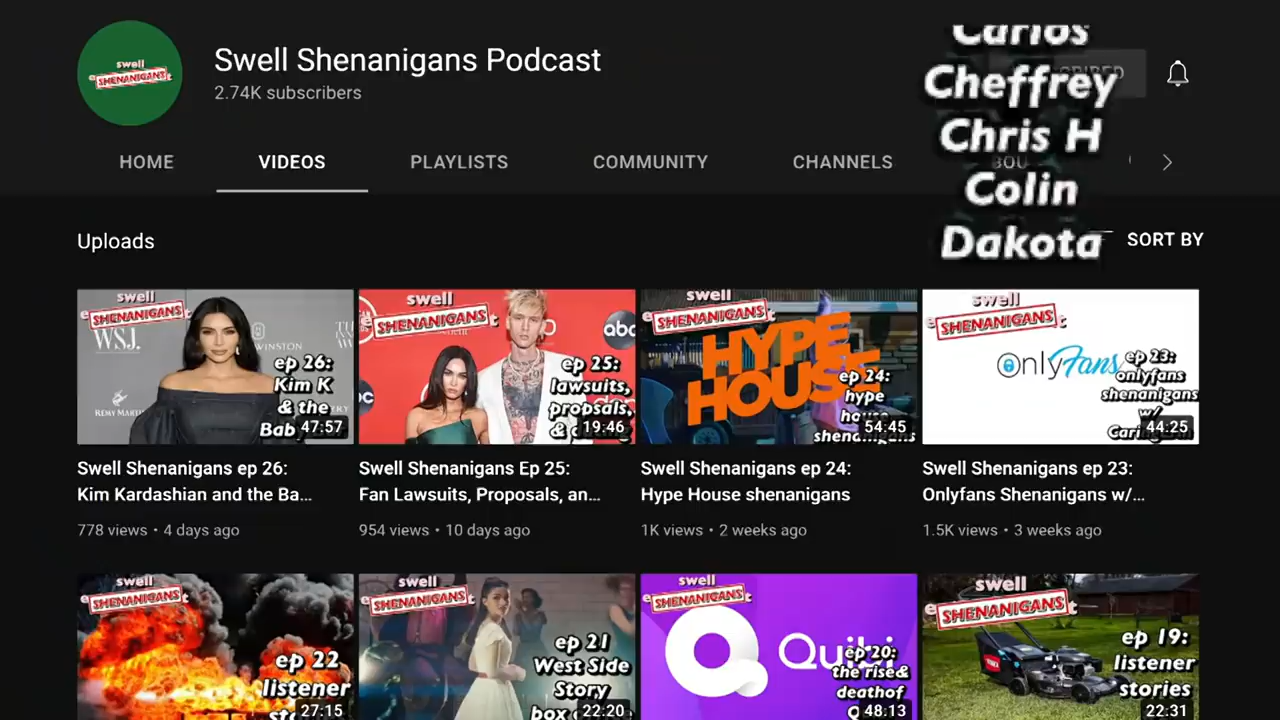 Swell Shenanigans Podcast
2.74K subscribers
Carlos
Cheffrey
Chris H
Colin
Dakota
HOME
VIDEOS
PLAYLISTS
COMMUNITY
CHANNELS
Uploads
SORT BY
swell
SHENANIGANS
WSJ.
WINSTON
ep 26:
Kim K
& the
47:57
swell
SHENANIGANS
abc
ep 25:
lawsuits,
propsals,
&
19:46
swell
SHENANIGANS
HYPE
HOUSE
ep 24:
hype
house
shenanigans
54:45
swell
SHENANIGANS
OnlyFans
ep 23:
onlyfans
shenanigans
w/
44:25
Swell Shenanigans ep 26:
Kim Kardashian and the Ba...
778 views • 4 days ago
Swell Shenanigans Ep 25:
Fan Lawsuits, Proposals, an...
954 views • 10 days ago
Swell Shenanigans ep 24:
Hype House shenanigans
1K views • 2 weeks ago
Swell Shenanigans ep 23:
Onlyfans Shenanigans w/...
1.5K views • 3 weeks ago
swell
SHENANIGANS
ep 22
listener
27:15
swell
SHENANIGANS
ep 21
West Side
Story
box
22:20
swell
SHENANIGANS
Quibi
ep 20:
the rise&
deathof
48:13
swell
SHENANIGANS
ep 19:
listener
stories
22:31